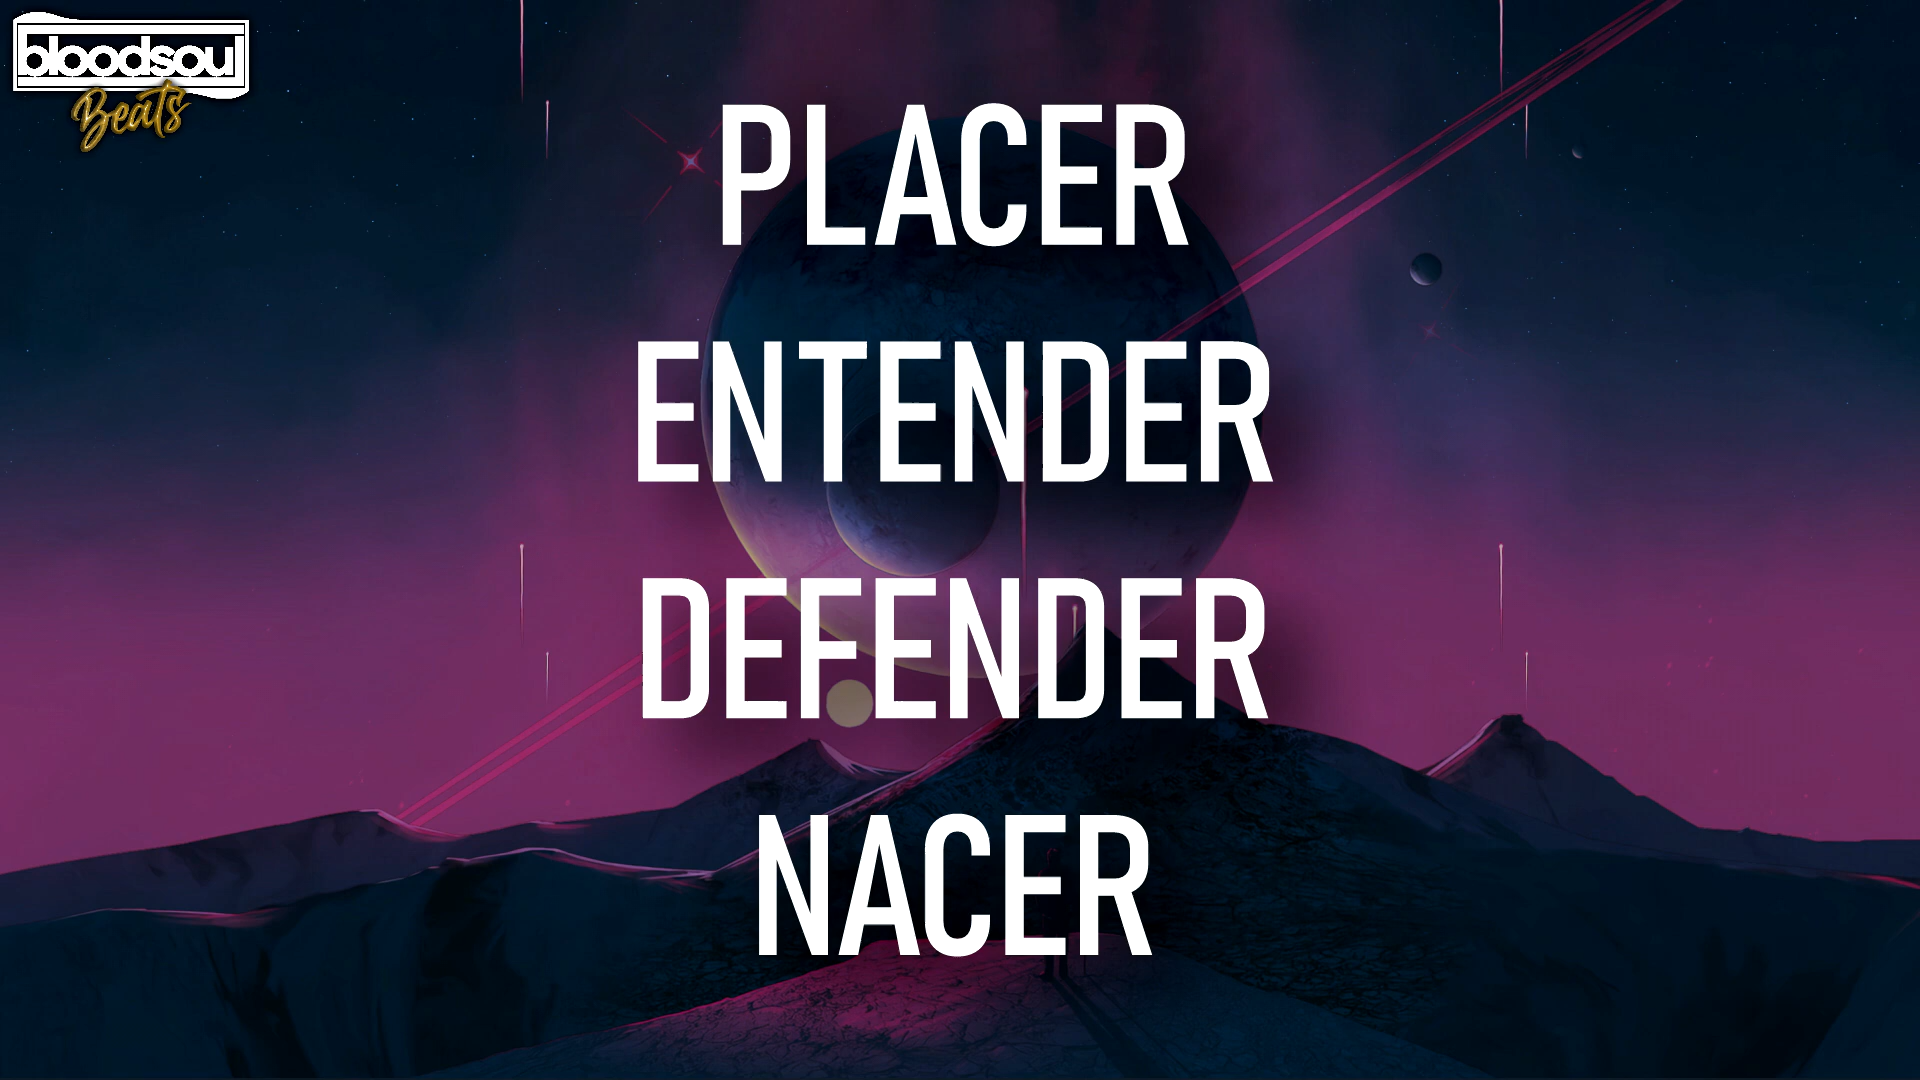 bloodsoul
Beats
PLACER
ENTENDER
DEFENDER
NACER